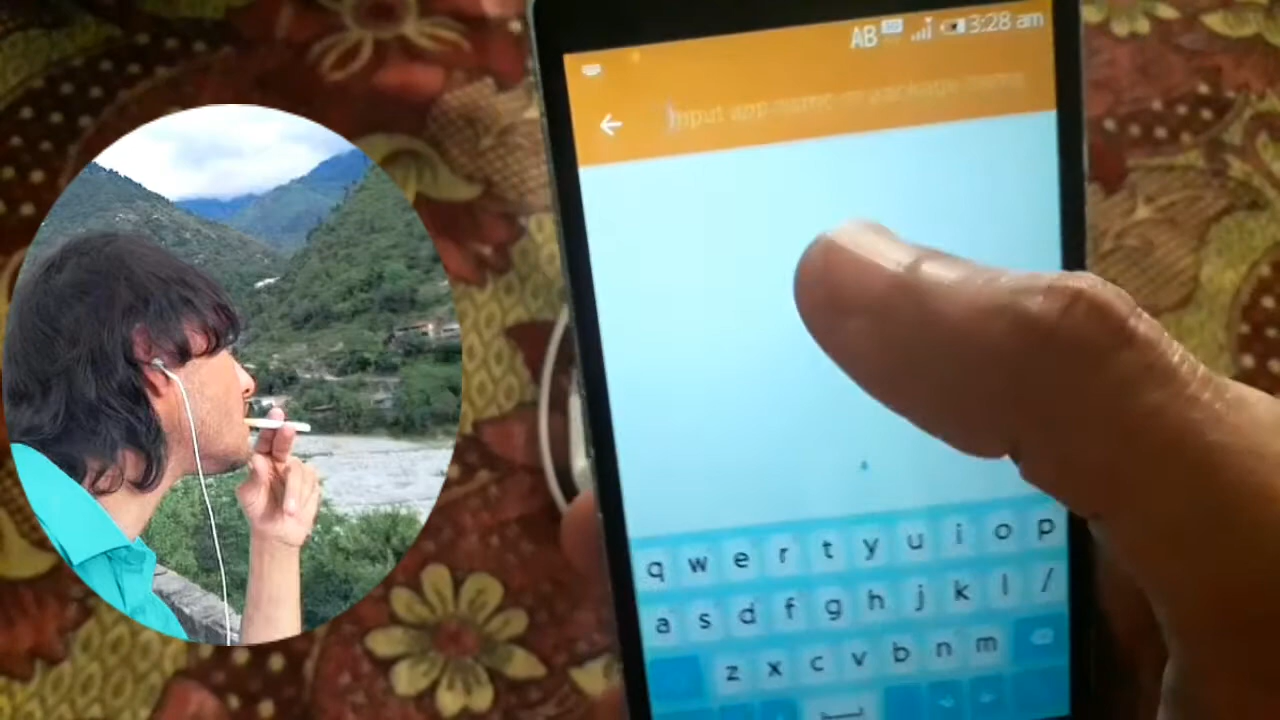 AB 3:28 am
Input app name or package name
q w e r t y u i o p
a s d f g h j k l /
z x c v b n m